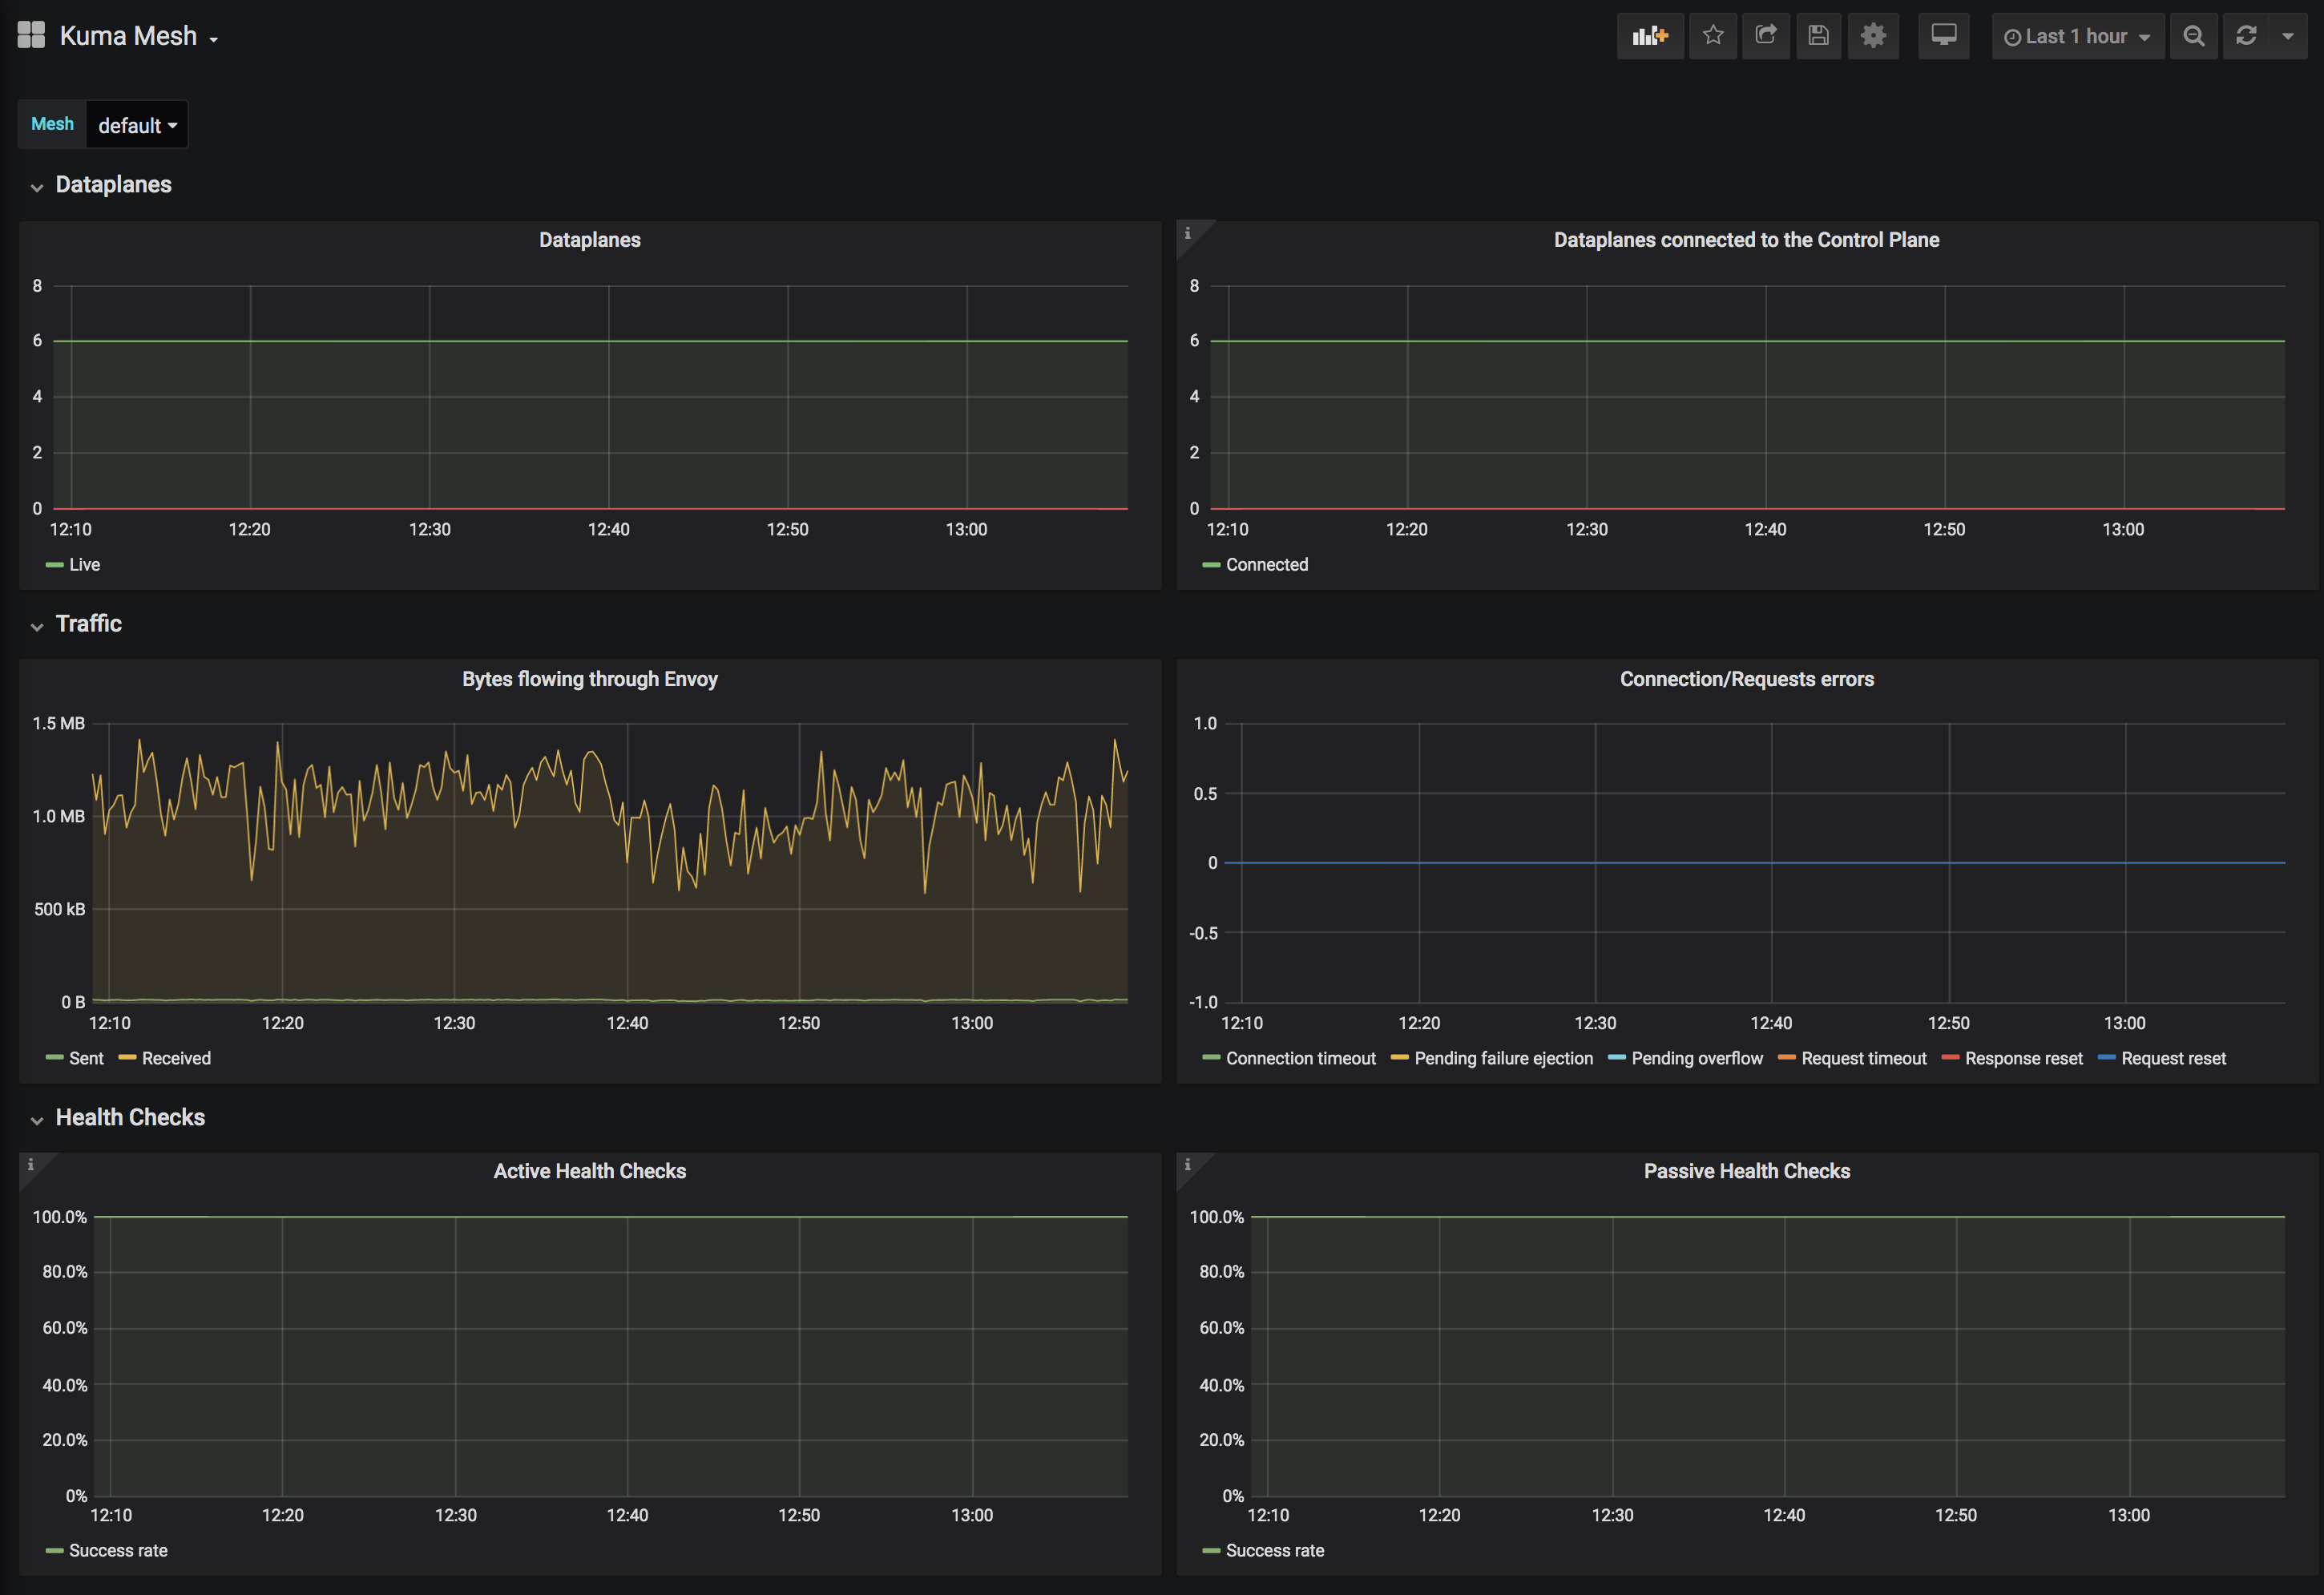 Kuma Mesh
Last 1 hour
Mesh default
Dataplanes
Dataplanes
8
6
4
2
0
12:10 12:20 12:30 12:40 12:50 13:00
Live
i
Dataplanes connected to the Control Plane
8
6
4
2
0
12:10 12:20 12:30 12:40 12:50 13:00
Connected
Traffic
Bytes flowing through Envoy
1.5 MB
1.0 MB
500 kB
0 B
12:10 12:20 12:30 12:40 12:50 13:00
Sent Received
Connection/Requests errors
1.0
0.5
0
-0.5
-1.0
12:10 12:20 12:30 12:40 12:50 13:00
Connection timeout Pending failure ejection Pending overflow Request timeout Response reset Request reset
Health Checks
i
Active Health Checks
100.0%
80.0%
60.0%
40.0%
20.0%
0%
12:10 12:20 12:30 12:40 12:50 13:00
Success rate
i
Passive Health Checks
100.0%
80.0%
60.0%
40.0%
20.0%
0%
12:10 12:20 12:30 12:40 12:50 13:00
Success rate